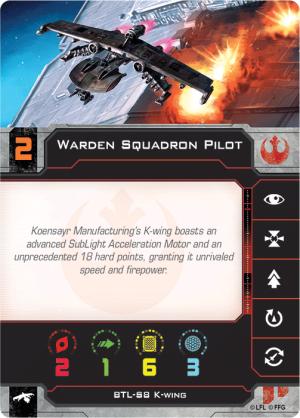 2 Warden Squadron Pilot
Koensayr Manufacturing's K-wing boasts an
advanced SubLight Acceleration Motor and an
unprecedented 18 hard points, granting it unrivaled
speed and firepower.
2 1 6 3
BTL-S8 K-wing
©LFL ©FFG